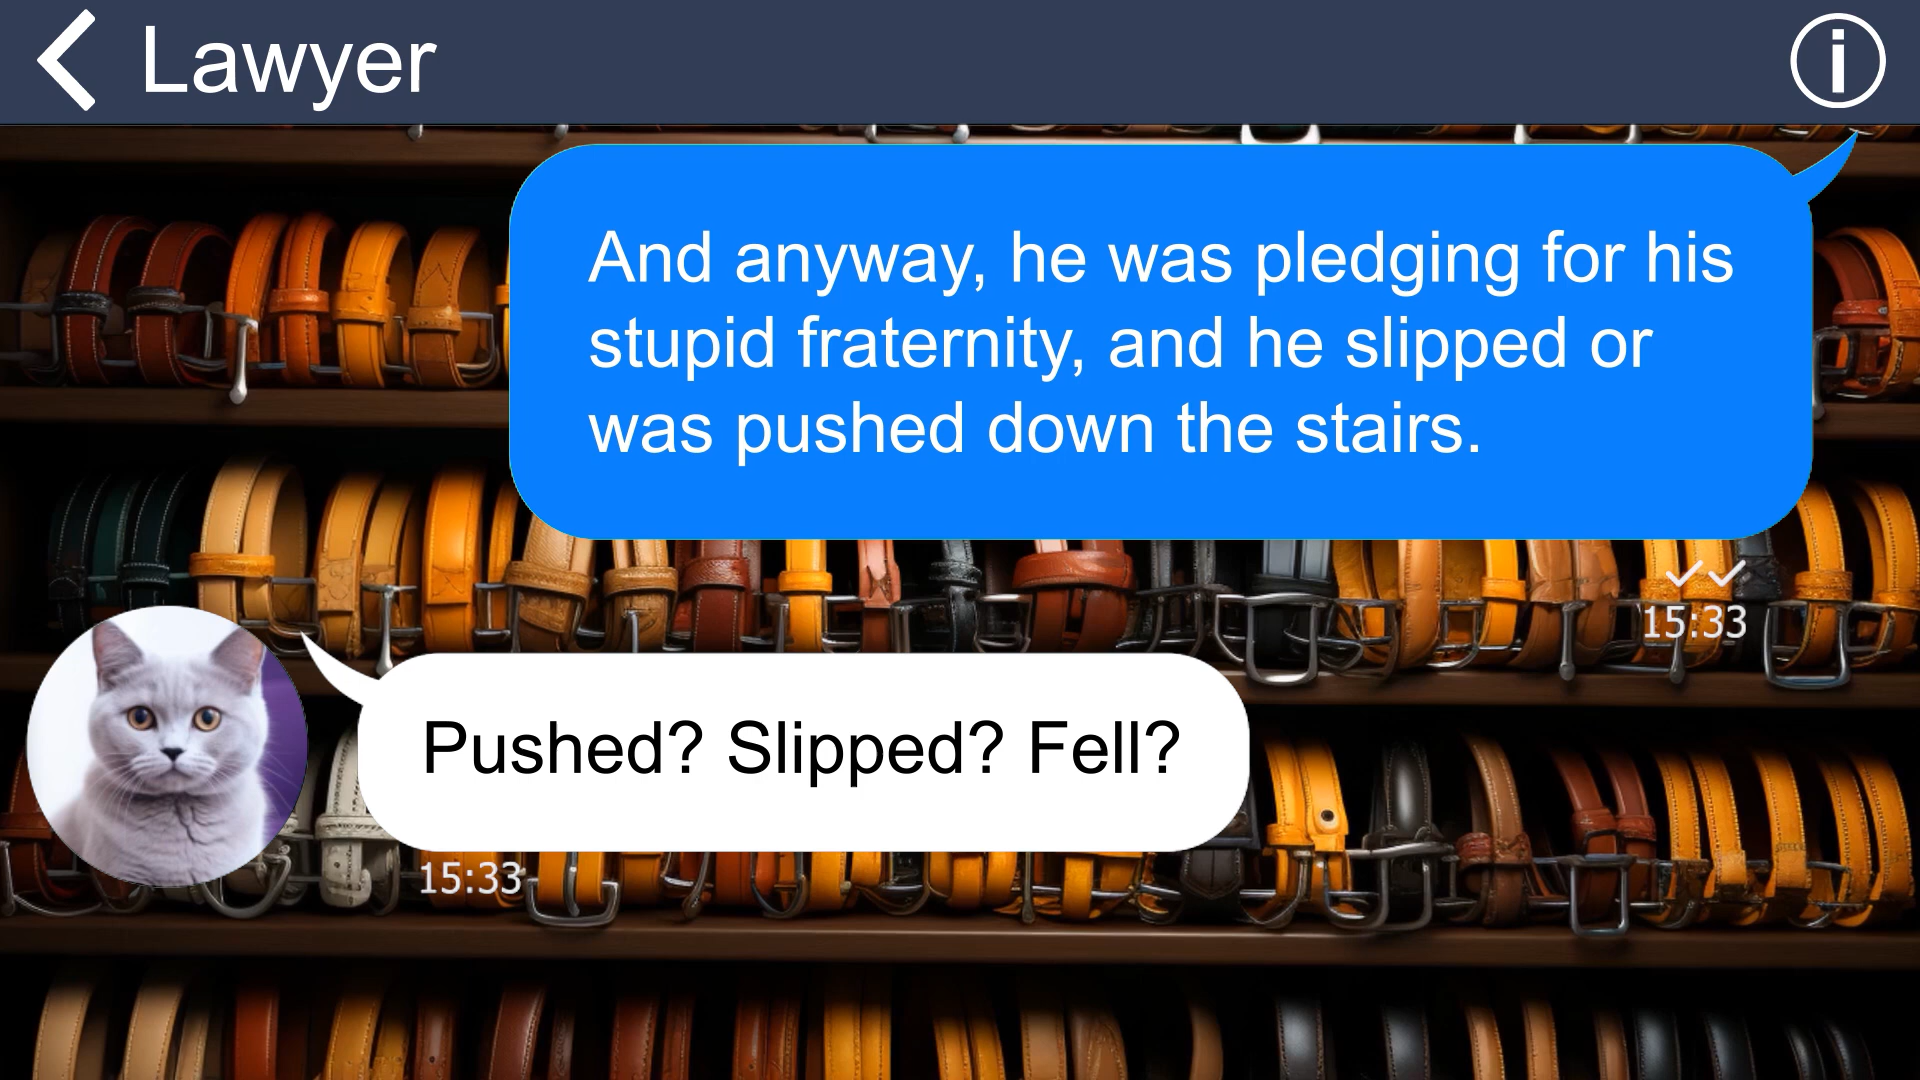 Lawyer
And anyway, he was pledging for his
stupid fraternity, and he slipped or
was pushed down the stairs.
15:33
Pushed? Slipped? Fell?
15:33